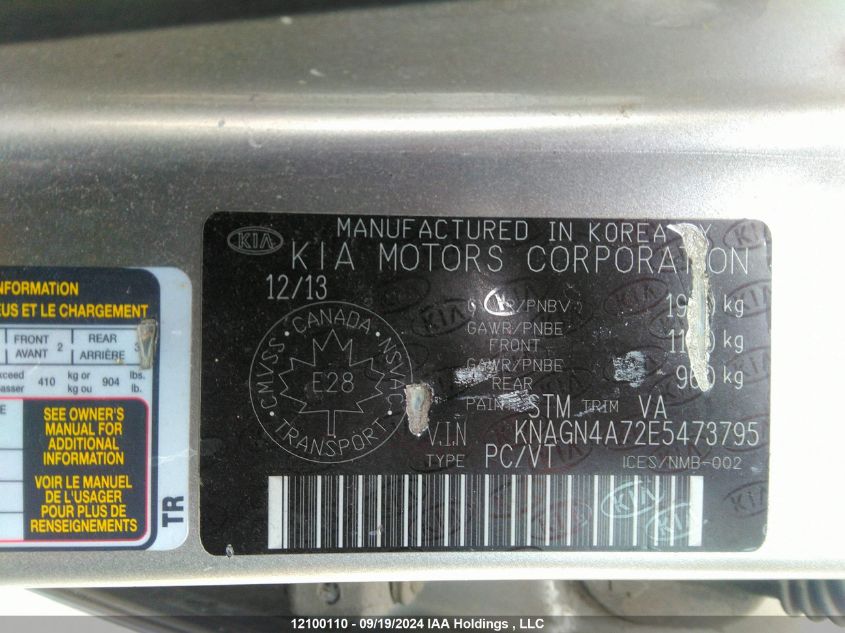 MANUFACTURED IN KOREA
KIA
KIA MOTORS CORPORATION
12/13
kg
GAWR/PNBE
FRONT
kg
GAWR/PNBE
REAR
kg
STM TRIM VA
V.I.N KNAGN4A72E5473795
TYPE PC/VT ICES/NMB-002
CANADA
CMVSS NSVAC
E28
TRANSPORT
NFORMATION
EUS ET LE CHARGEMENT
FRONT
AVANT 2
REAR
ARRIÈRE 3
xceed
passer
410
kg or
kg ou
904
lbs.
lb.
SEE OWNER'S
MANUAL FOR
ADDITIONAL
INFORMATION
VOIR LE MANUEL
DE L'USAGER
POUR PLUS DE
RENSEIGNEMENTS
TR
12100110 - 09/19/2024 IAA Holdings , LLC